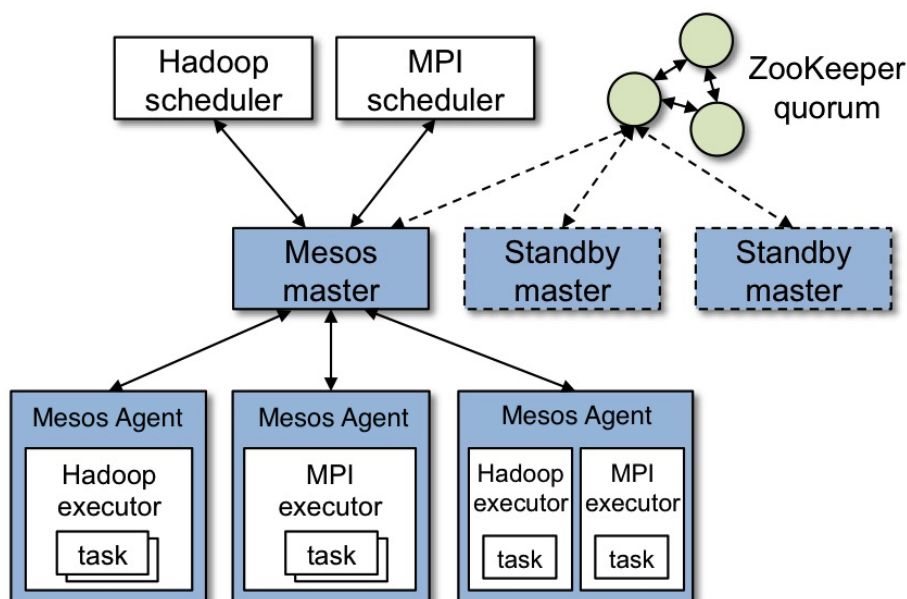 Hadoop
scheduler
MPI
scheduler
ZooKeeper
quorum
Mesos
master
Standby
master
Standby
master
Mesos Agent
Hadoop
executor
task
Mesos Agent
MPI
executor
task
Mesos Agent
Hadoop
executor
task
MPI
executor
task